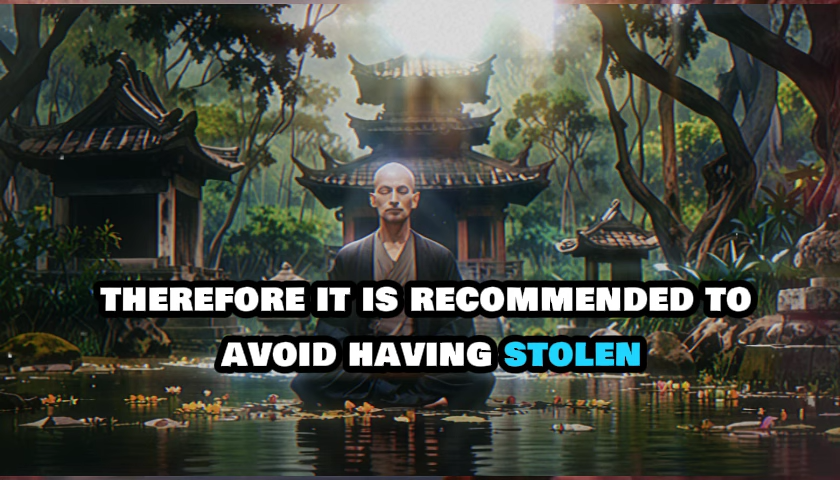 THEREFORE IT IS RECOMMENDED TO
AVOID HAVING STOLEN